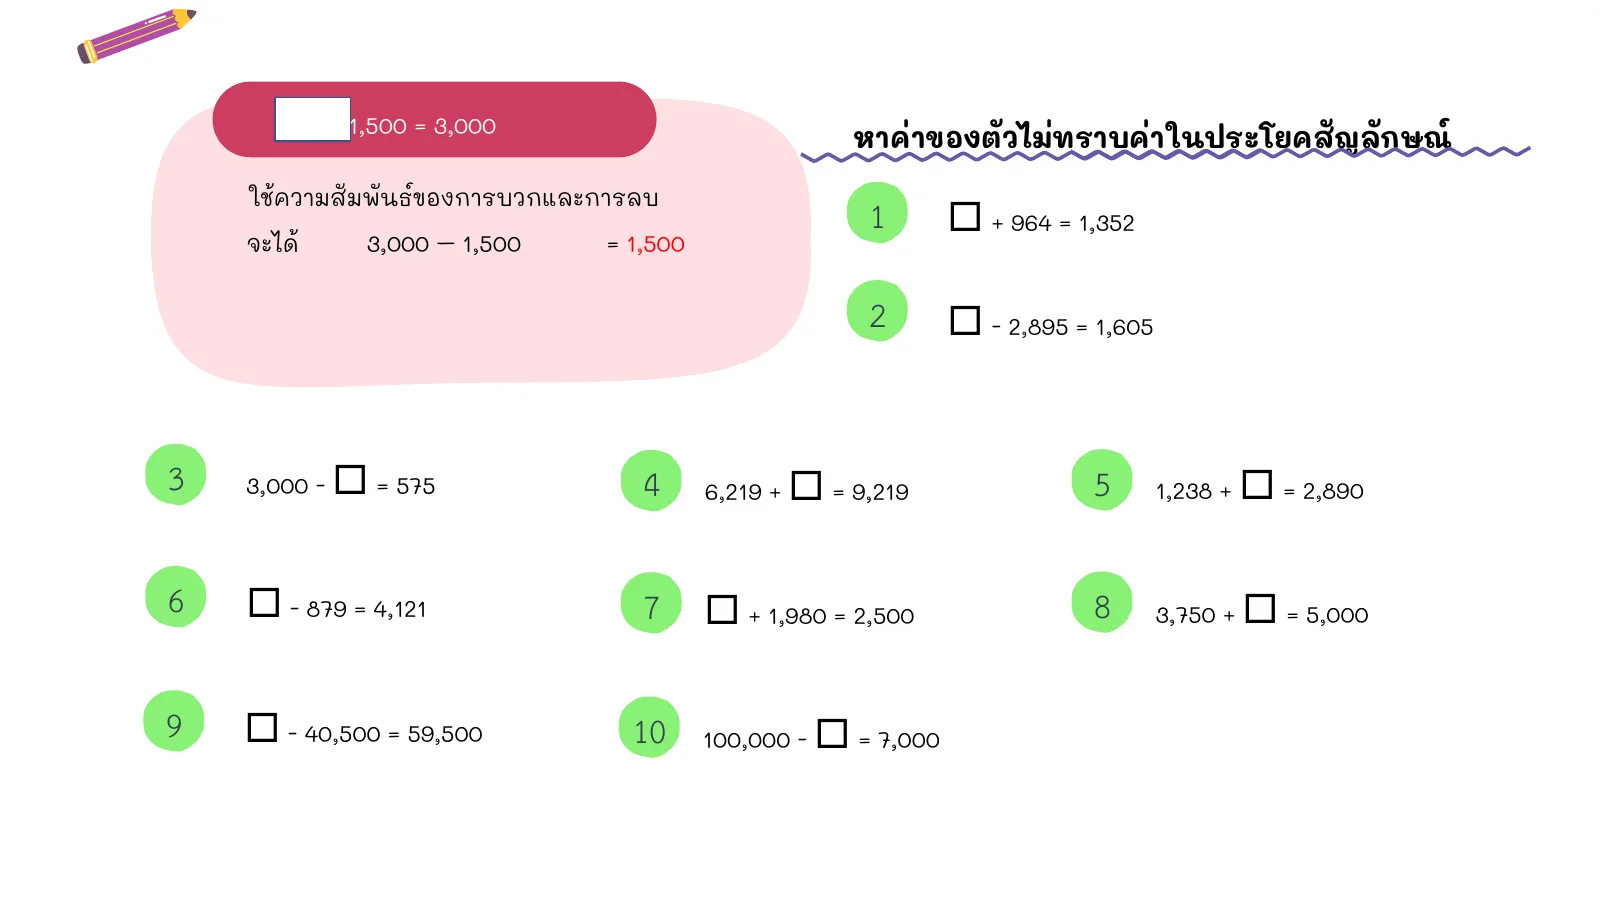 1,500 = 3,000
ใช้ความสัมพันธ์ของการบวกและการลบ
จะได้ 3,000 – 1,500 = 1,500
หาค่าของตัวไม่ทราบค่าในประโยคสัญลักษณ์
1 □ + 964 = 1,352
2 □ - 2,895 = 1,605
3 3,000 - □ = 575
4 6,219 + □ = 9,219
5 1,238 + □ = 2,890
6 □ - 879 = 4,121
7 □ + 1,980 = 2,500
8 3,750 + □ = 5,000
9 □ - 40,500 = 59,500
10 100,000 - □ = 7,000